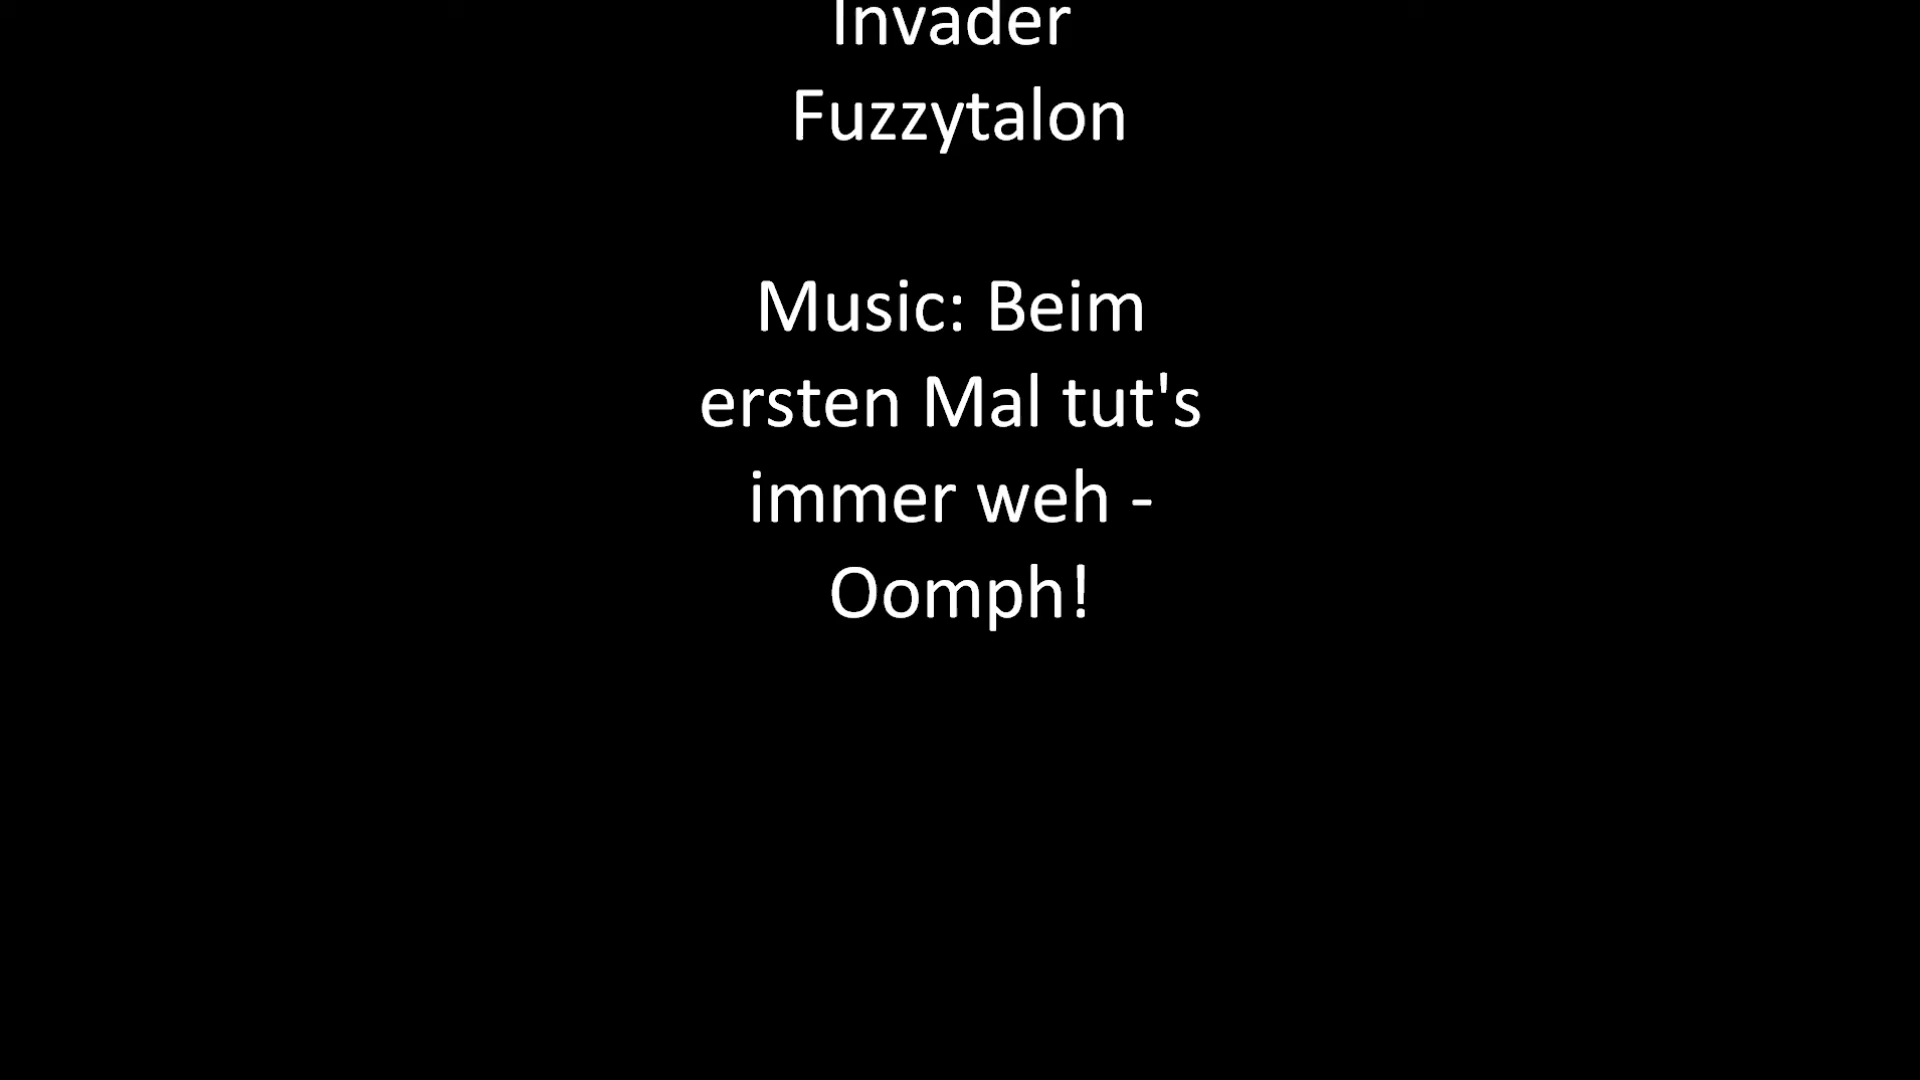 Invader
Fuzzytalon
Music: Beim
ersten Mal tut's
immer weh -
Oomph!